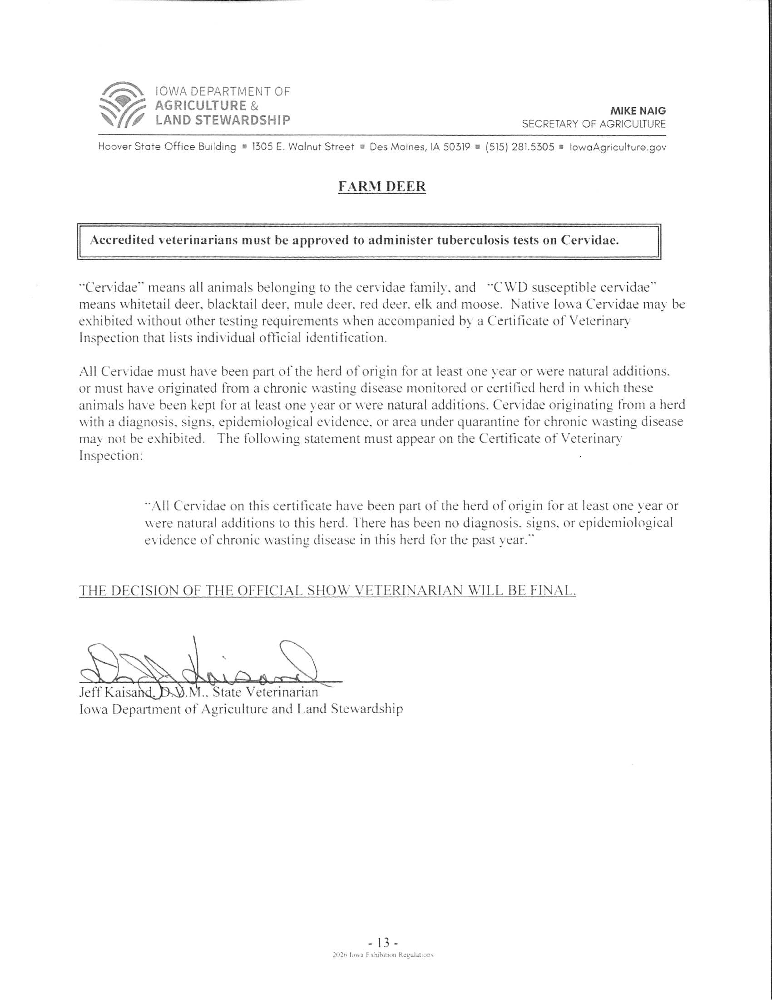 IOWA DEPARTMENT OF
AGRICULTURE &
LAND STEWARDSHIP
MIKE NAIG
SECRETARY OF AGRICULTURE
Hoover State Office Building ▪ 1305 E. Walnut Street ▪ Des Moines, IA 50319 ▪ (515) 281.5305 ▪ IowaAgriculture.gov
FARM DEER
Accredited veterinarians must be approved to administer tuberculosis tests on Cervidae.
"Cervidae" means all animals belonging to the cervidae family, and "CWD susceptible cervidae"
means whitetail deer, blacktail deer, mule deer, red deer, elk and moose. Native Iowa Cervidae may be
exhibited without other testing requirements when accompanied by a Certificate of Veterinary
Inspection that lists individual official identification.
All Cervidae must have been part of the herd of origin for at least one year or were natural additions,
or must have originated from a chronic wasting disease monitored or certified herd in which these
animals have been kept for at least one year or were natural additions. Cervidae originating from a herd
with a diagnosis, signs, epidemiological evidence, or area under quarantine for chronic wasting disease
may not be exhibited. The following statement must appear on the Certificate of Veterinary
Inspection:
"All Cervidae on this certificate have been part of the herd of origin for at least one year or
were natural additions to this herd. There has been no diagnosis, signs, or epidemiological
evidence of chronic wasting disease in this herd for the past year."
THE DECISION OF THE OFFICIAL SHOW VETERINARIAN WILL BE FINAL.
Jeff Kaisand
Jeff Kaisand, D.V.M., State Veterinarian
Iowa Department of Agriculture and Land Stewardship
- 13 -
2026 Iowa Exhibition Regulations